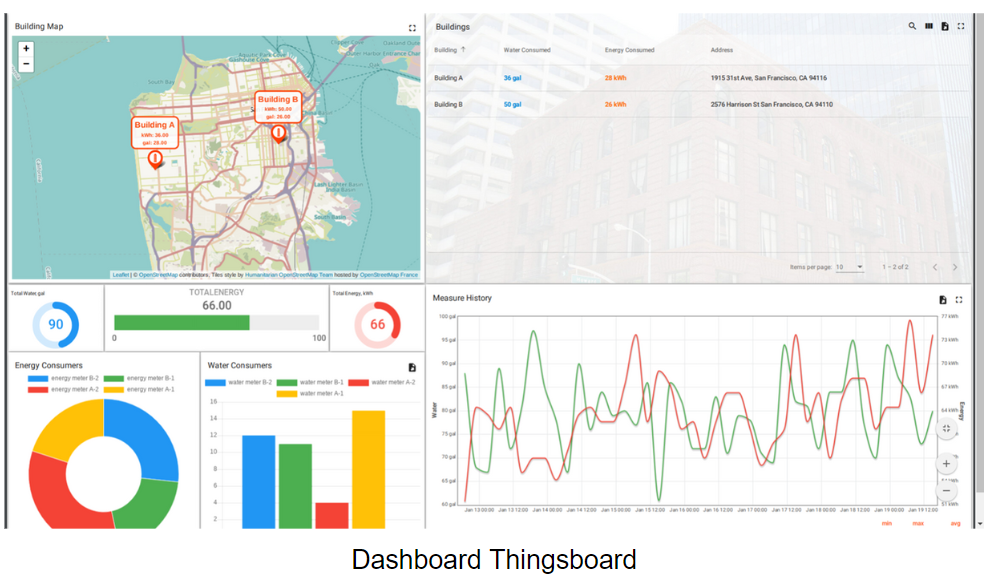 Building Map
+
−
Building B
kWh: 50.00
gal: 26.00
Building A
kWh: 36.00
gal: 28.00
South Bay
Lash Lighter Basin
India Basin
South Basin
Leaflet | © OpenStreetMap contributors, Tiles style by Humanitarian OpenStreetMap Team hosted by OpenStreetMap France
Buildings
Building Water Consumed Energy Consumed Address
Building A 36 gal 28 kWh 1915 31st Ave, San Francisco, CA 94116
Building B 50 gal 26 kWh 2576 Harrison St San Francisco, CA 94110
Items per page: 10 1 – 2 of 2
Total Water, gal
90
TOTALENERGY
66.00
0 100
Total Energy, kWh
66
Energy Consumers
energy meter B-2 energy meter B-1
energy meter A-2 energy meter A-1
Water Consumers
water meter B-2 water meter B-1 water meter A-2
water meter A-1
16
14
12
10
8
6
4
2
Measure History
100 gal
95 gal
90 gal
85 gal
80 gal
75 gal
70 gal
65 gal
60 gal
Water
77 kWh
73 kWh
70 kWh
67 kWh
64 kWh
Energy
Jan 13 00:00 Jan 13 12:00 Jan 14 00:00 Jan 14 12:00 Jan 15 00:00 Jan 15 12:00 Jan 16 00:00 Jan 16 12:00 Jan 17 00:00 Jan 17 12:00 Jan 18 00:00 Jan 18 12:00 Jan 19 00:00 Jan 19 12:00
min max avg
Dashboard Thingsboard